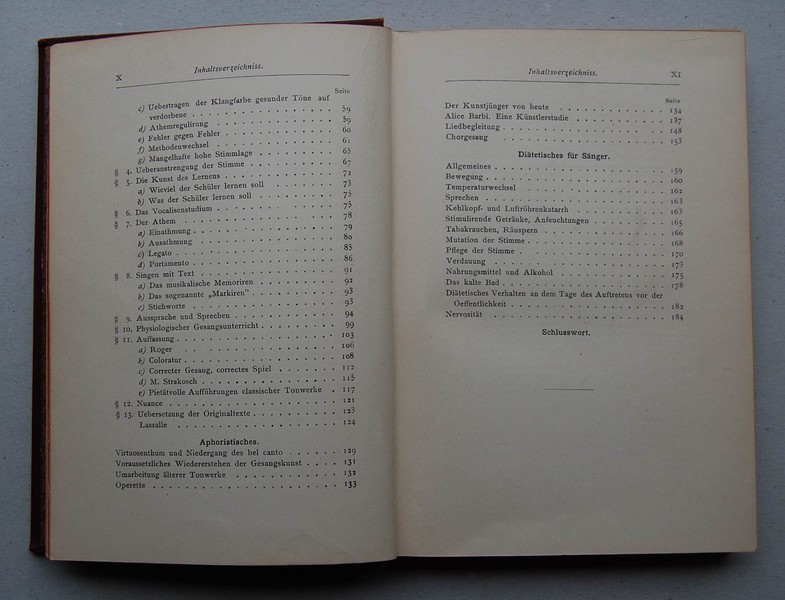 X
Inhaltsverzeichniss.
Seite
c) Uebertragen der Klangfarbe gesunder Töne auf
verdorbene . . . . . . . . . . . . . . . . 59
d) Athemregulirung . . . . . . . . . . . . . 59
e) Fehler gegen Fehler . . . . . . . . . . . . 60
f) Methodenwechsel . . . . . . . . . . . . . 61
g) Mangelhafte hohe Stimmlage . . . . . . . . . 65
§ 4. Ueberanstrengung der Stimme . . . . . . . . . . 67
§ 5. Die Kunst des Lernens . . . . . . . . . . . . 72
a) Wieviel der Schüler lernen soll . . . . . . . . 73
b) Was der Schüler lernen soll . . . . . . . . . 75
§ 6. Das Vocalisenstudium . . . . . . . . . . . . 75
§ 7. Der Athem . . . . . . . . . . . . . . . . 78
a) Einathmung . . . . . . . . . . . . . . . 79
b) Ausathmung . . . . . . . . . . . . . . . 80
c) Legato . . . . . . . . . . . . . . . . . 85
d) Portamento . . . . . . . . . . . . . . . 86
§ 8. Singen mit Text . . . . . . . . . . . . . . 91
a) Das musikalische Memoriren . . . . . . . . . 92
b) Das sogenannte „Markiren" . . . . . . . . . . 93
c) Stichworte . . . . . . . . . . . . . . . 93
§ 9. Aussprache und Sprechen . . . . . . . . . . . 94
§ 10. Physiologischer Gesangsunterricht . . . . . . . . . 99
§ 11. Auffassung . . . . . . . . . . . . . . . . 103
a) Roger . . . . . . . . . . . . . . . . . 106
b) Coloratur . . . . . . . . . . . . . . . . 108
c) Correcter Gesaug, correctes Spiel . . . . . . . 112
d) M. Strakosch . . . . . . . . . . . . . . 115
e) Pietätvolle Aufführungen classischer Tonwerke . 117
§ 12. Nuance . . . . . . . . . . . . . . . . . 121
§ 13. Uebersetzung der Originaltexte . . . . . . . . . 123
Lassalle . . . . . . . . . . . . . . . . 124
Aphoristisches.
Virtuosenthum und Niedergang des bel canto . . . . . . 129
Voraussetzliches Wiedererstehen der Gesangskunst . . . . 131
Umarbeitung älterer Tonwerke . . . . . . . . . . . 132
Operette . . . . . . . . . . . . . . . . . . . 133
Inhaltsverzeichniss.
XI
Seite
Der Kunstjünger von heute . . . . . . . . . . . 134
Alice Barbi. Eine Künstlerstudie . . . . . . . . . . 137
Liedbegleitung . . . . . . . . . . . . . . . . 148
Chorgesang . . . . . . . . . . . . . . . . . 153
Diätetisches für Sänger.
Allgemeines . . . . . . . . . . . . . . . . . 159
Bewegung . . . . . . . . . . . . . . . . . . 160
Temperaturwechsel . . . . . . . . . . . . . . . 162
Sprechen . . . . . . . . . . . . . . . . . . 163
Kehlkopf- und Luftröhrenkatarrh . . . . . . . . . . 163
Stimulirende Getränke, Anfeuchtungen . . . . . . . . 165
Tabakrauchen, Räuspern . . . . . . . . . . . . . 166
Mutation der Stimme . . . . . . . . . . . . . . 168
Pflege der Stimme . . . . . . . . . . . . . . . 170
Verdauung . . . . . . . . . . . . . . . . . . 173
Nahrungsmittel und Alkohol . . . . . . . . . . . . 175
Das kalte Bad . . . . . . . . . . . . . . . . . 178
Diätetisches Verhalten an dem Tage des Auftretens vor der
Oeffentlichkeit . . . . . . . . . . . . . . . . 182
Nervosität . . . . . . . . . . . . . . . . . . 184
Schlusswort.